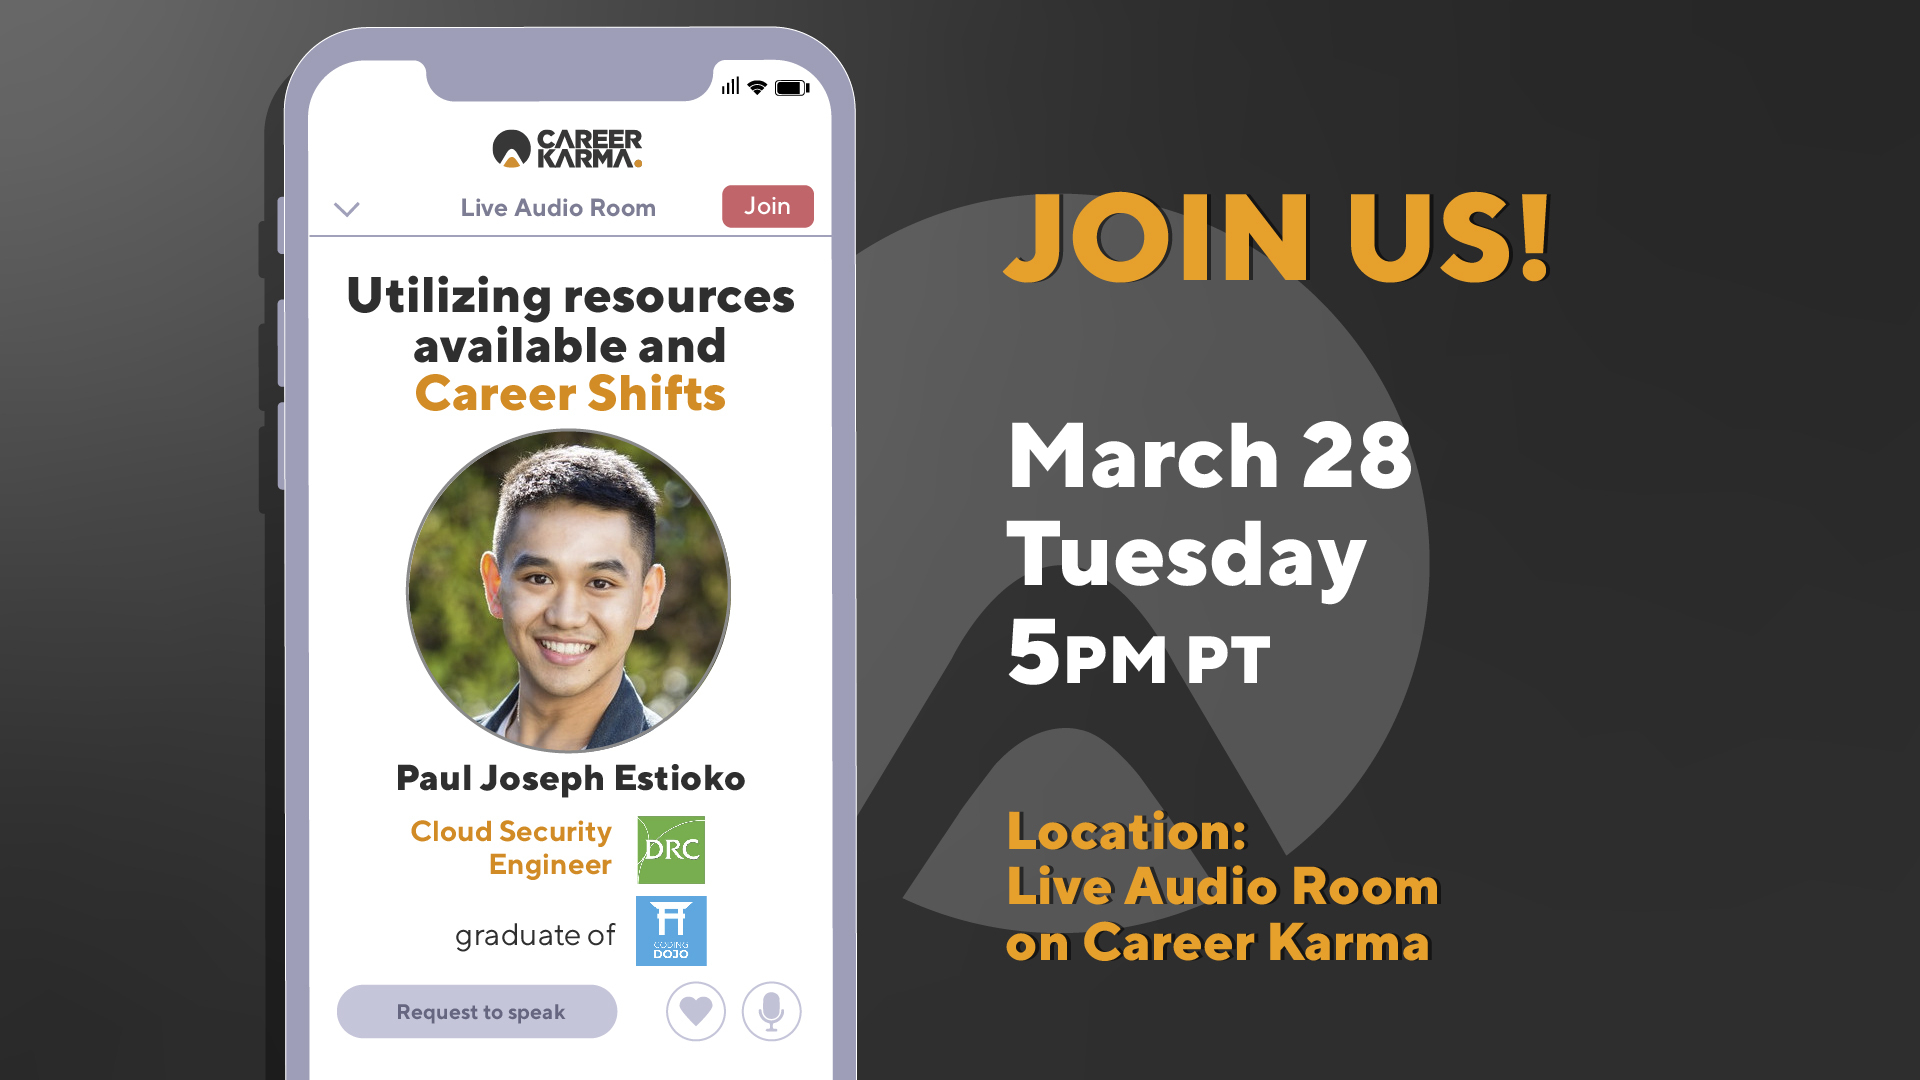 CAREER
KARMA.
Live Audio Room
Join
Utilizing resources
available and
Career Shifts
Paul Joseph Estioko
Cloud Security
Engineer
DRC
graduate of
CODING
DOJO
Request to speak
JOIN US!
March 28
Tuesday
5PM PT
Location:
Live Audio Room
on Career Karma